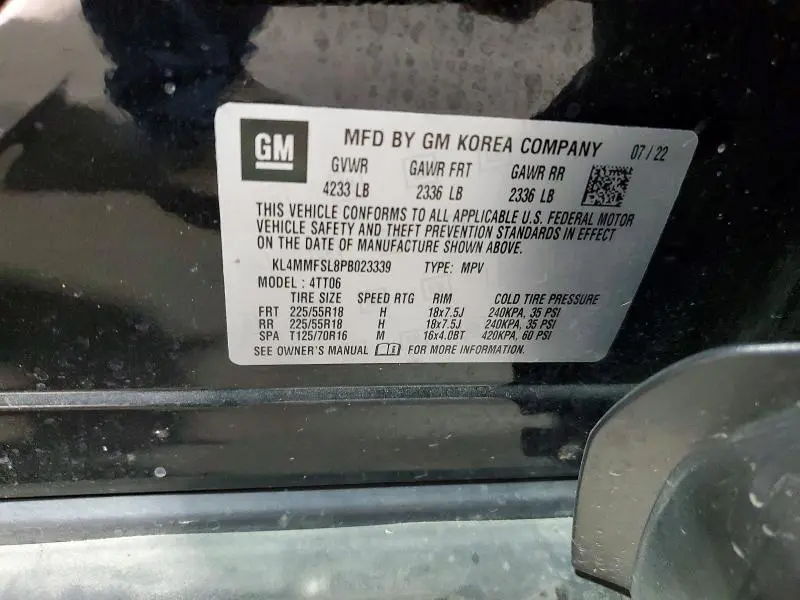 GM MFD BY GM KOREA COMPANY 07 / 22
GVWR GAWR FRT GAWR RR
4233 LB 2336 LB 2336 LB
THIS VEHICLE CONFORMS TO ALL APPLICABLE U.S. FEDERAL MOTOR
VEHICLE SAFETY AND THEFT PREVENTION STANDARDS IN EFFECT
ON THE DATE OF MANUFACTURE SHOWN ABOVE.
KL4MMFSL8PB023339 TYPE: MPV
MODEL : 4TT06
TIRE SIZE SPEED RTG RIM COLD TIRE PRESSURE
FRT 225/55R18 H 18x7.5J 240KPA, 35 PSI
RR 225/55R18 H 18x7.5J 240KPA, 35 PSI
SPA T125/70R16 M 16x4.0BT 420KPA, 60 PSI
SEE OWNER'S MANUAL FOR MORE INFORMATION.